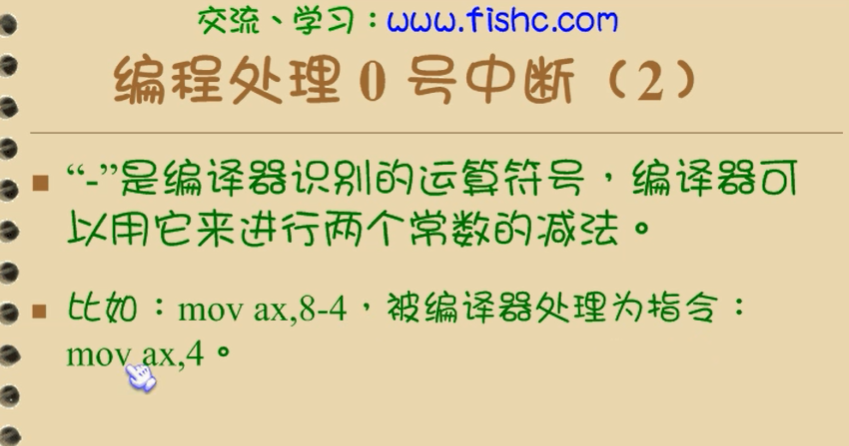 交流、学习：www.fishc.com
编程处理 0 号中断（2）
“-”是编译器识别的运算符号，编译器可
以用它来进行两个常数的减法。
比如：mov ax,8-4，被编译器处理为指令：
mov ax,4。